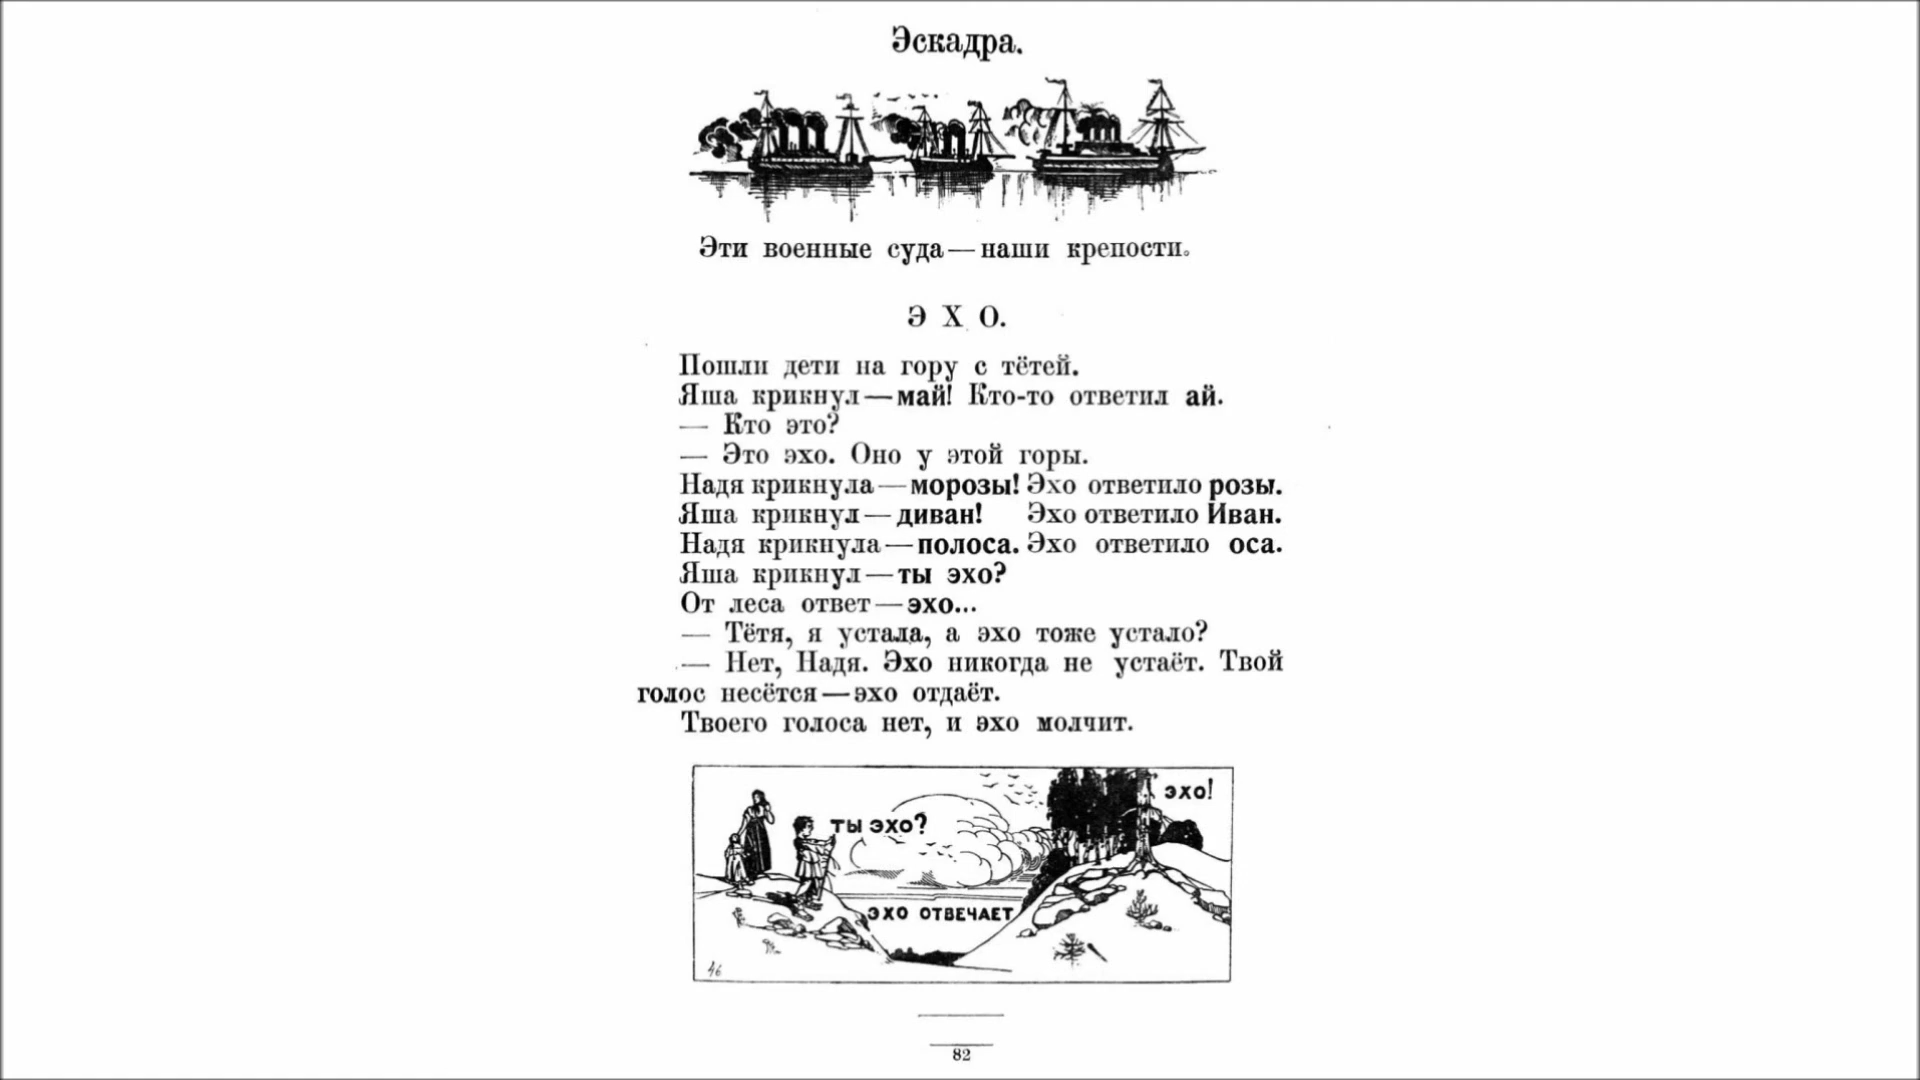 Эскадра.
Эти военные суда—наши крепости.
Э Х О.
Пошли дети на гору с тётей.
Яша крикнул—май! Кто-то ответил ай.
— Кто это?
— Это эхо. Оно у этой горы.
Надя крикнула—морозы! Эхо ответило розы.
Яша крикнул—диван! Эхо ответило Иван.
Надя крикнула—полоса. Эхо ответило оса.
Яша крикнул—ты эхо?
От леса ответ—эхо...
— Тётя, я устала, а эхо тоже устало?
— Нет, Надя. Эхо никогда не устаёт. Твой
голос несётся—эхо отдаёт.
Твоего голоса нет, и эхо молчит.
эхо!
ты эхо?
эхо отвечает
46
82